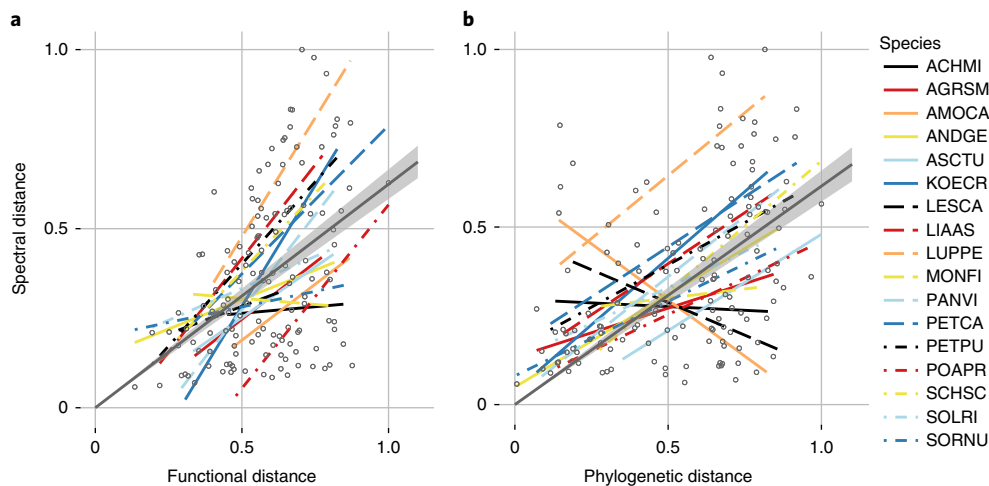 a
b
1.0
0.5
0
0
0.5
1.0
Spectral distance
Functional distance
1.0
0.5
0
0
0.5
1.0
Phylogenetic distance
Species
ACHMI
AGRSM
AMOCA
ANDGE
ASCTU
KOECR
LESCA
LIAAS
LUPPE
MONFI
PANVI
PETCA
PETPU
POAPR
SCHSC
SOLRI
SORNU